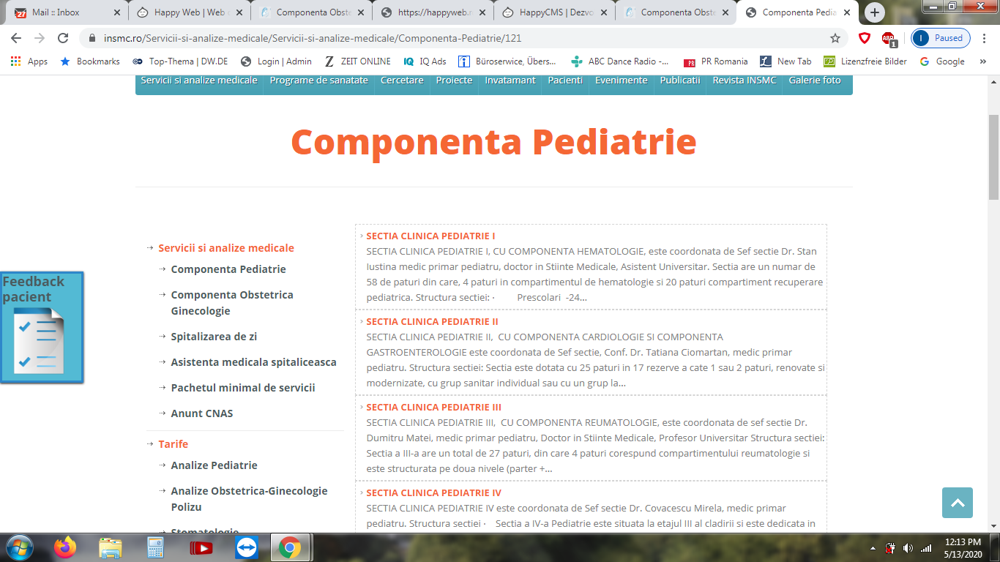 Mail :: Inbox
Happy Web | Web
Componenta Obste
https://happyweb.r
HappyCMS | Dezvo
Componenta Obste
Componenta Pedia
insmc.ro/Servicii-si-analize-medicale/Servicii-si-analize-medicale/Componenta-Pediatrie/121
ABP
1
I
Paused
Apps
Bookmarks
Top-Thema | DW.DE
Login | Admin
ZEIT ONLINE
IQ Ads
Büroserwice, Übers...
ABC Dance Radio -...
PR Romania
New Tab
Lizenzfreie Bilder
Google
»
Servicii si analize medicale
Programe de sanatate
Cercetare
Proiecte
Invatamant
Pacienti
Evenimente
Publicatii
Revista INSMC
Galerie foto
Componenta Pediatrie
Feedback
pacient
Servicii si analize medicale
Componenta Pediatrie
Componenta Obstetrica
Ginecologie
Spitalizarea de zi
Asistenta medicala spitaliceasca
Pachetul minimal de servicii
Anunt CNAS
Tarife
Analize Pediatrie
Analize Obstetrica-Ginecologie
Polizu
Stomatologie
SECTIA CLINICA PEDIATRIE I
SECTIA CLINICA PEDIATRIE I, CU COMPONENTA HEMATOLOGIE, este coordonata de Sef sectie Dr. Stan
Iustina medic primar pediatru, doctor in Stiinte Medicale, Asistent Universitar. Sectia are un numar de
58 de paturi din care, 4 paturi in compartimentul de hematologie si 20 paturi compartiment recuperare
pediatrica. Structura sectiei: · Prescolari -24...
SECTIA CLINICA PEDIATRIE II
SECTIA CLINICA PEDIATRIE II, CU COMPONENTA CARDIOLOGIE SI COMPONENTA
GASTROENTEROLOGIE este coordonata de Sef sectie, Conf. Dr. Tatiana Ciomartan, medic primar
pediatru. Structura sectiei: Sectia este dotata cu 25 paturi in 17 rezerve a cate 1 sau 2 paturi, renovate si
modernizate, cu grup sanitar individual sau cu un grup la...
SECTIA CLINICA PEDIATRIE III
SECTIA CLINICA PEDIATRIE III, CU COMPONENTA REUMATOLOGIE, este coordonata de sef sectie Dr.
Dumitru Matei, medic primar pediatru, Doctor in Stiinte Medicale, Profesor Universitar Structura sectiei:
Sectia a III-a are un total de 27 paturi, din care 4 paturi corespund compartimentului reumatologie si
este structurata pe doua nivele (parter +...
SECTIA CLINICA PEDIATRIE IV
SECTIA CLINICA PEDIATRIE IV este coordonata de Sef sectie Dr. Covacescu Mirela, medic primar
pediatru. Structura sectiei · Sectia a IV-a Pediatrie este situata la etajul III al cladirii si este dedicata in
12:13 PM
5/13/2020